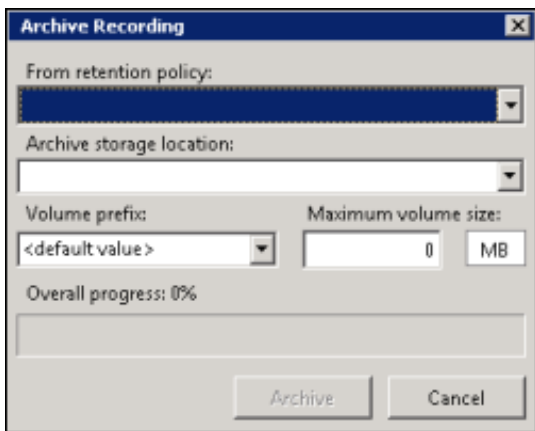 Archive Recording
From retention policy:
Archive storage location:
Volume prefix: Maximum volume size:
<default value> 0 MB
Overall progress: 0%
Archive Cancel